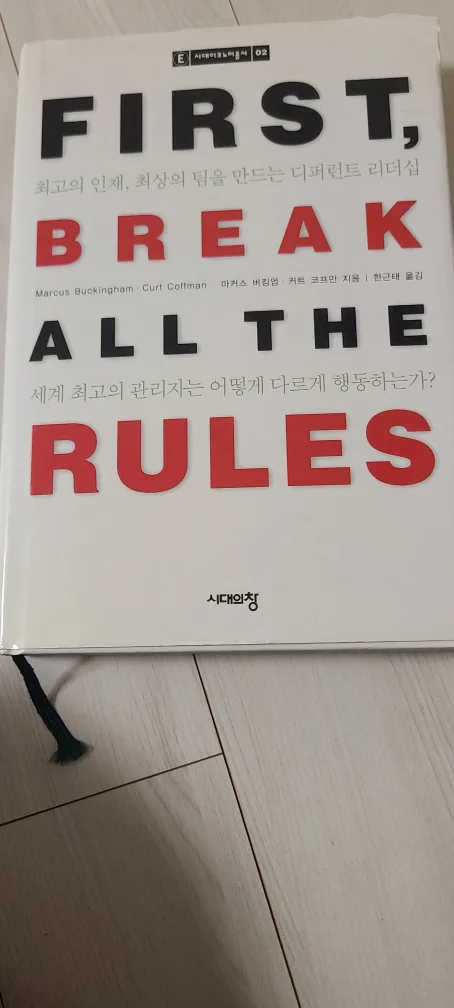 E 시대이코노미총서 02
FIRST,
최고의 인재, 최상의 팀을 만드는 디퍼런트 리더십
BREAK
Marcus Buckingham · Curt Coffman 마커스 버킹엄 · 커트 코프만 지음 | 한근태 옮김
ALL THE
세계 최고의 관리자는 어떻게 다르게 행동하는가?
RULES
시대의창